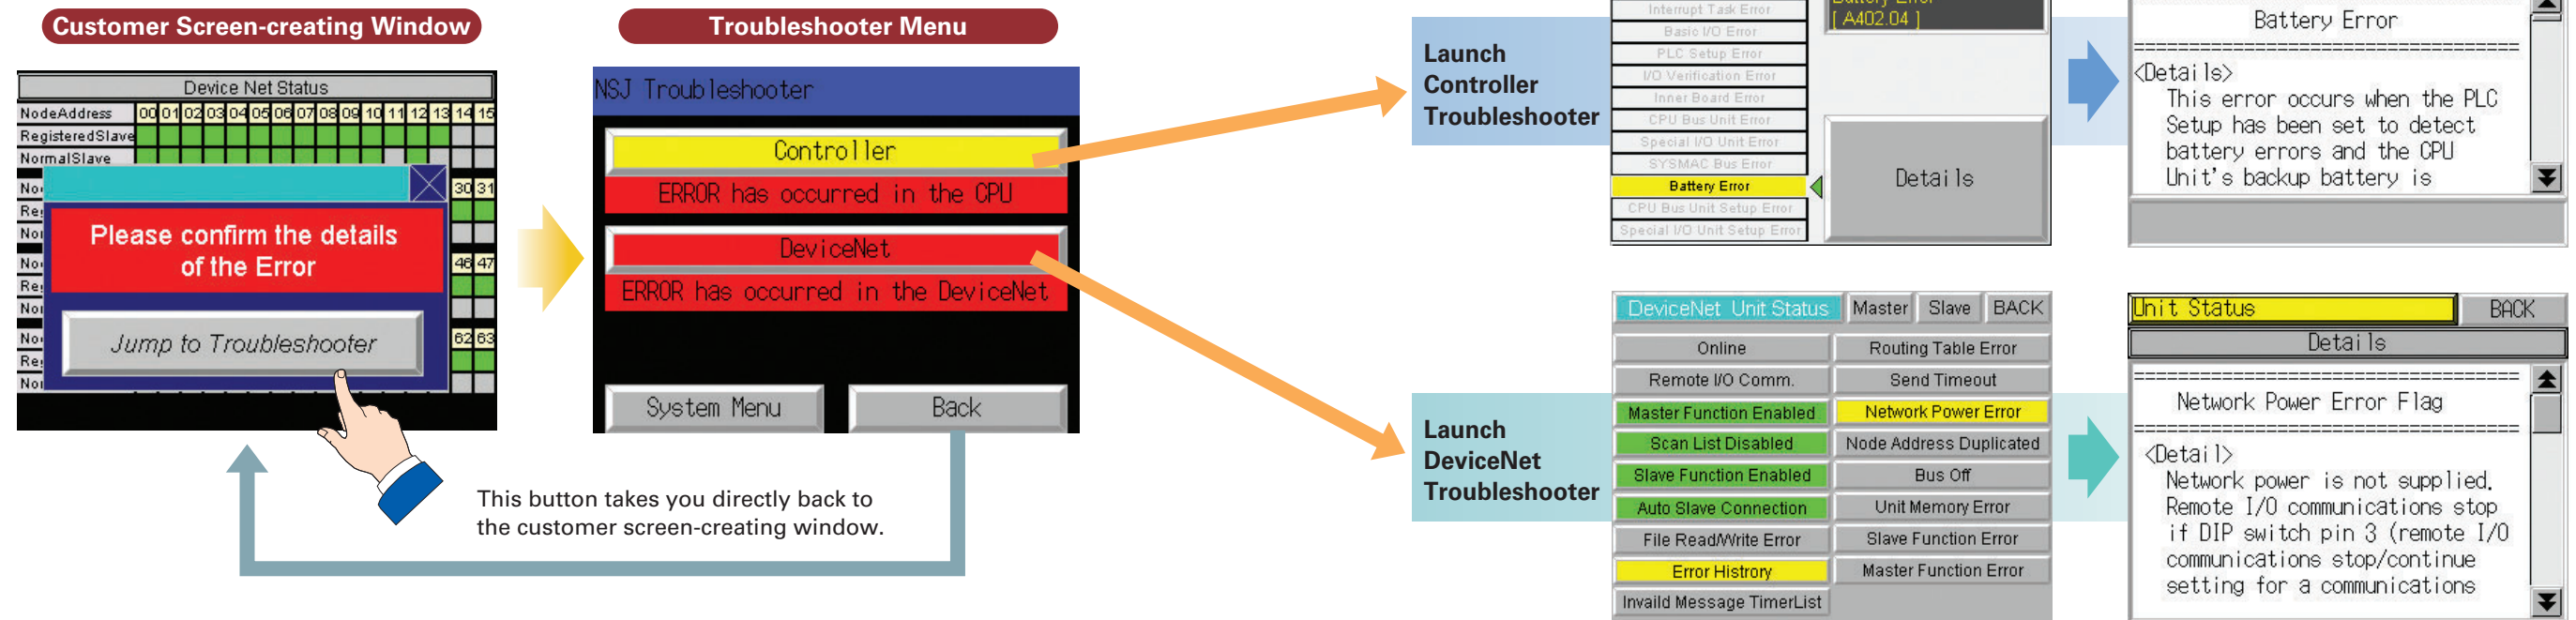 Customer Screen-creating Window
Device Net Status
NodeAddress 00 01 02 03 04 05 06 07 08 09 10 11 12 13 14 15
RegisteredSlave
NormalSlave
30 31
46 47
62 63
Please confirm the details
of the Error
Jump to Troubleshooter
This button takes you directly back to
the customer screen-creating window.
Troubleshooter Menu
NSJ Troubleshooter
Controller
ERROR has occurred in the CPU
DeviceNet
ERROR has occurred in the DeviceNet
System Menu
Back
Launch
Controller
Troubleshooter
Interrupt Task Error
Basic I/O Error
PLC Setup Error
I/O Verification Error
Inner Board Error
CPU Bus Unit Error
Special I/O Unit Error
SYSMAC Bus Error
Battery Error
CPU Bus Unit Setup Error
Special I/O Unit Setup Error
Battery Error
[ A402.04 ]
Details
Battery Error
<Details>
This error occurs when the PLC
Setup has been set to detect
battery errors and the CPU
Unit's backup battery is
Launch
DeviceNet
Troubleshooter
DeviceNet Unit Status Master Slave BACK
Online Routing Table Error
Remote I/O Comm. Send Timeout
Master Function Enabled Network Power Error
Scan List Disabled Node Address Duplicated
Slave Function Enabled Bus Off
Auto Slave Connection Unit Memory Error
File Read/Write Error Slave Function Error
Error Histrory Master Function Error
Invaild Message TimerList
Unit Status BACK
Details
Network Power Error Flag
<Detail>
Network power is not supplied.
Remote I/O communications stop
if DIP switch pin 3 (remote I/O
communications stop/continue
setting for a communications